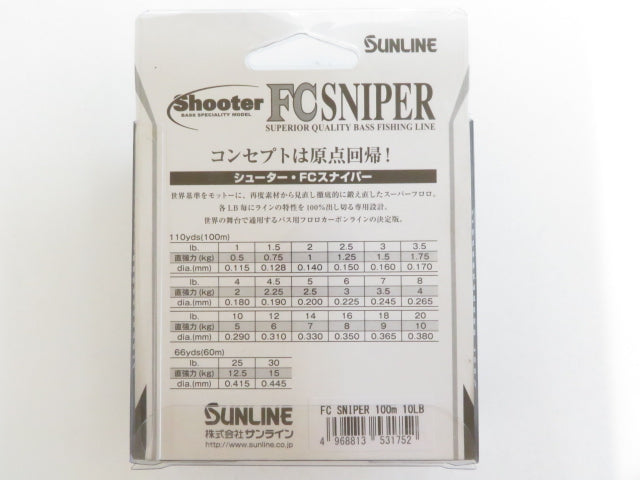 SUNLINE
Shooter
BASS SPECIALITY MODEL
FC SNIPER
SUPERIOR QUALITY BASS FISHING LINE
コンセプトは原点回帰！
シューター・FCスナイパー
世界基準をモットーに、再度素材から見直し徹底的に鍛え直したスーパーフロロ。
各LB毎にラインの特性を100%出し切る専用設計。
世界の舞台で通用するバス用フロロカーボンラインの決定版。
110yds(100m)
lb. 1 1.5 2 2.5 3 3.5
直強力(kg) 0.5 0.75 1 1.25 1.5 1.75
dia.(mm) 0.115 0.128 0.140 0.150 0.160 0.170
lb. 4 4.5 5 6 7 8
直強力(kg) 2 2.25 2.5 3 3.5 4
dia.(mm) 0.180 0.190 0.200 0.225 0.245 0.265
lb. 10 12 14 16 18 20
直強力(kg) 5 6 7 8 9 10
dia.(mm) 0.290 0.310 0.330 0.350 0.365 0.380
66yds(60m)
lb. 25 30
直強力(kg) 12.5 15
dia.(mm) 0.415 0.445
SUNLINE
株式会社サンライン
http://www.sunline.co.jp
FC SNIPER 100m 10LB
4 968813 531752